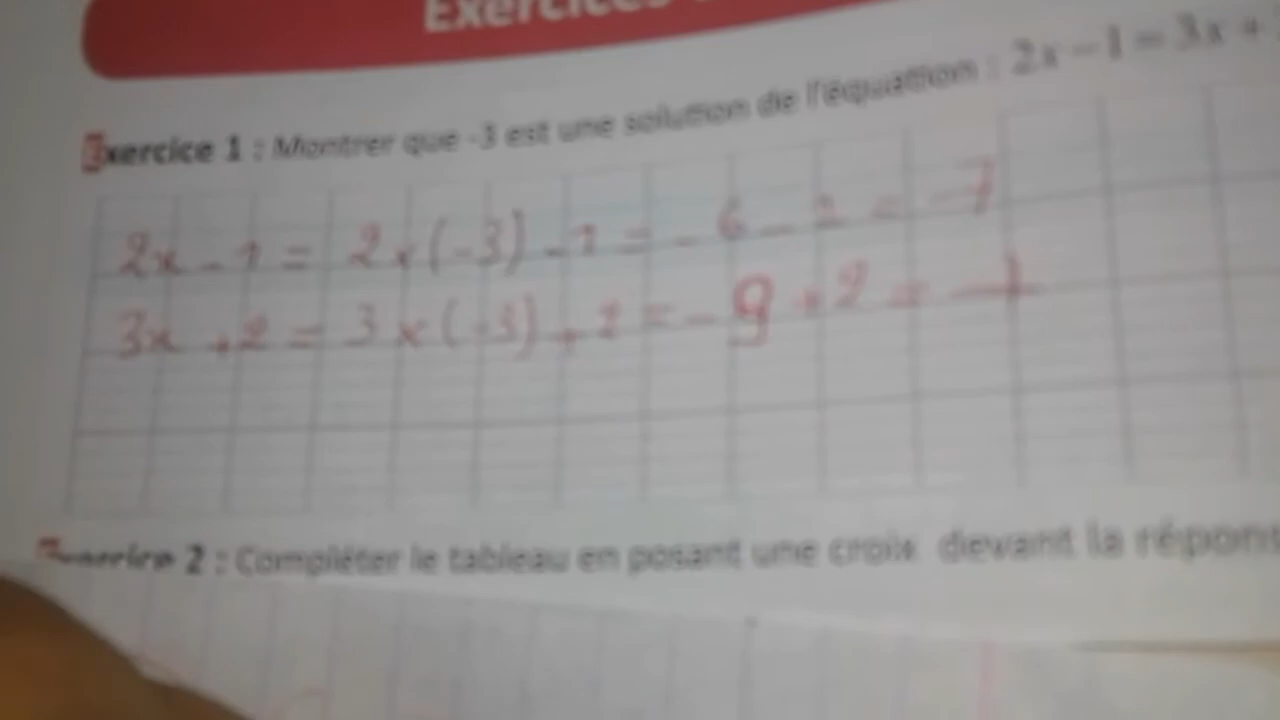 Exercices
Exercice 1 : Montrer que -3 est une solution de l'équation : 2x-1=3x+
2x - 1 = 2x(-3) - 1 = - 6 - 1 = -7
3x + 2 = 3 x (-3) + 2 = - 9 + 2 = -7
Exercice 2 : Compléter le tableau en posant une croix devant la répons